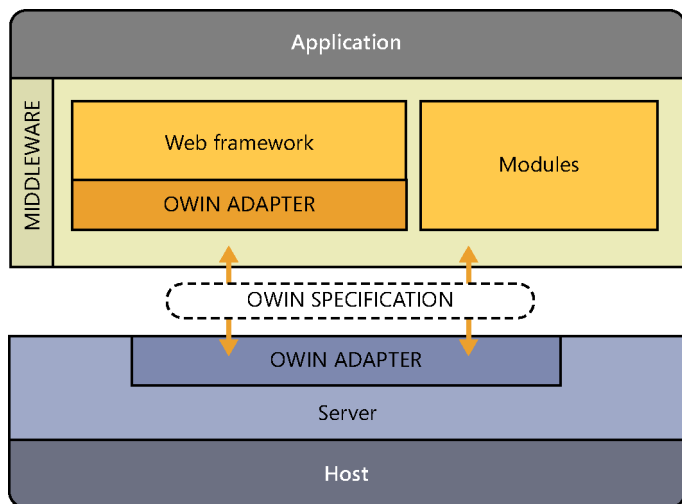 Application
MIDDLEWARE
Web framework
OWIN ADAPTER
Modules
OWIN SPECIFICATION
OWIN ADAPTER
Server
Host